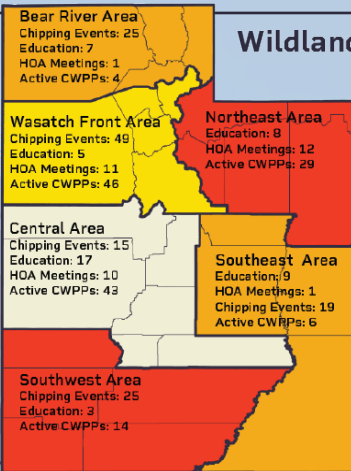 Bear River Area
Chipping Events: 25
Education: 7
HOA Meetings: 1
Active CWPPs: 4
Wildland
Wasatch Front Area
Chipping Events: 49
Education: 5
HOA Meetings: 11
Active CWPPs: 46
Northeast Area
Education: 8
HOA Meetings: 12
Active CWPPs: 29
Central Area
Chipping Events: 15
Education: 17
HOA Meetings: 10
Active CWPPs: 43
Southeast Area
Education: 9
HOA Meetings: 1
Chipping Events: 19
Active CWPPs: 6
Southwest Area
Chipping Events: 25
Education: 3
Active CWPPs: 14